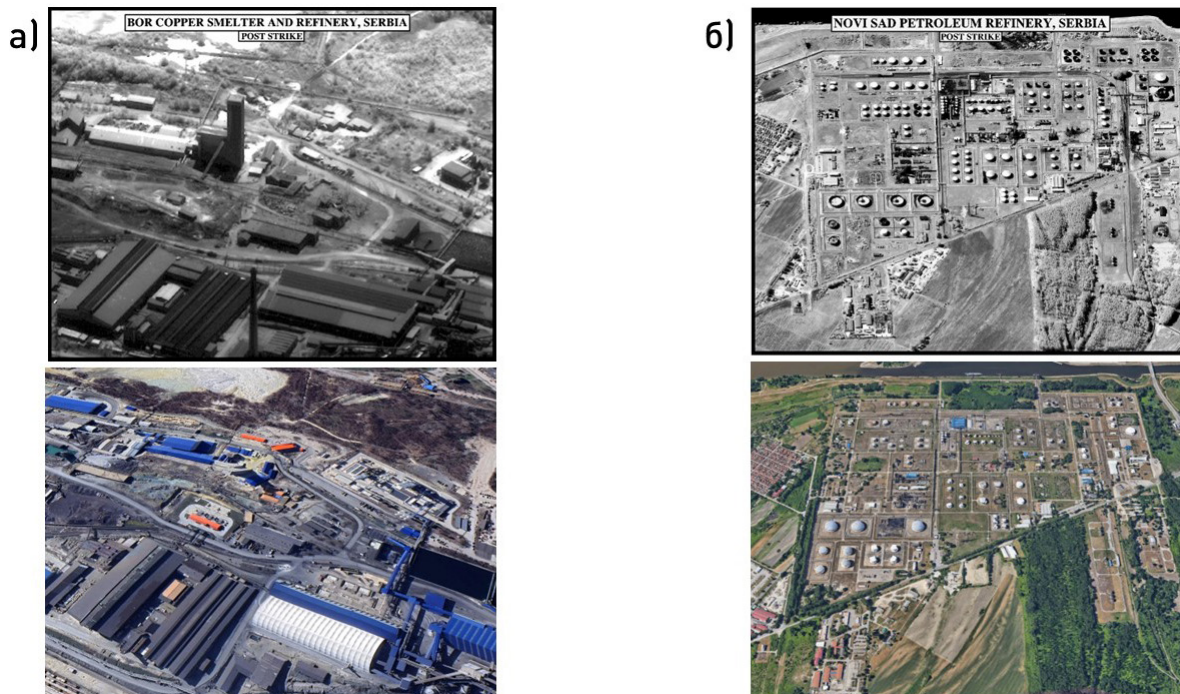 а)
BOR COPPER SMELTER AND REFINERY, SERBIA
POST STRIKE
б)
NOVI SAD PETROLEUM REFINERY, SERBIA
POST STRIKE